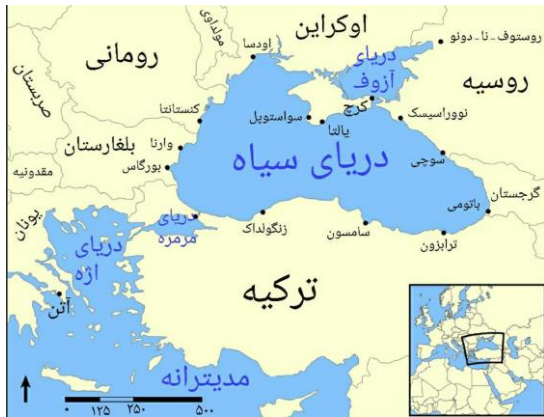 اوکراین
روستوف-نا-دونو
مولداوی
اودسا
رومانی
دریای
آزوف
روسیه
صربستان
کرچ
نووراسیسک
کنستانتا
سواستوپل
یالتا
وارنا
بلغارستان
دریای سیاه
سوچی
مقدونیه
بورگاس
گرجستان
باتومی
یونان
دریای
مرمره
زنگولداک
سامسون
ترابزون
دریای
اژه
ترکیه
آتن
مدیترانه
۰ ۱۲۵ ۲۵۰ ۵۰۰